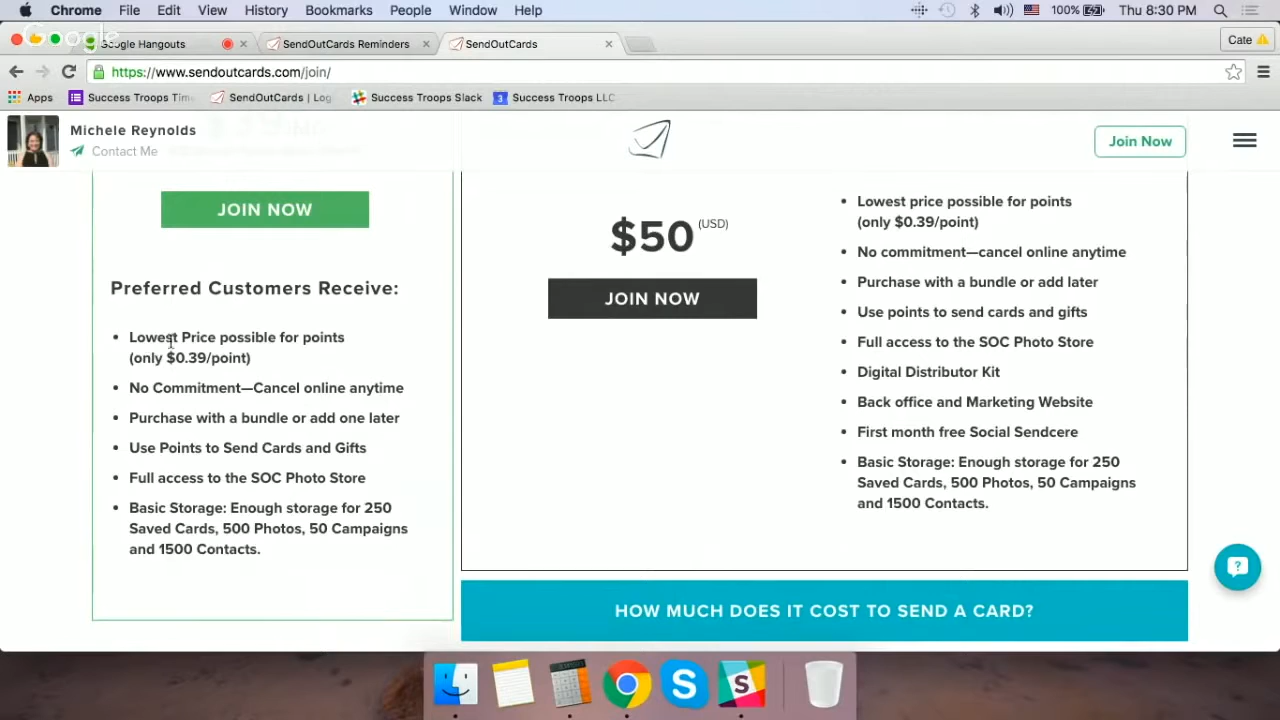 Chrome File Edit View History Bookmarks People Window Help 100% Thu 8:30 PM
Google
Google Hangouts SendOutCards Reminders SendOutCards Cate
https://www.sendoutcards.com/join/
Apps Success Troops Time SendOutCards | Log Success Troops Slack 3 Success Troops LLC
Michele Reynolds
Contact Me
Join Now
JOIN NOW
Preferred Customers Receive:
• Lowest Price possible for points
(only $0.39/point)
• No Commitment—Cancel online anytime
• Purchase with a bundle or add one later
• Use Points to Send Cards and Gifts
• Full access to the SOC Photo Store
• Basic Storage: Enough storage for 250
Saved Cards, 500 Photos, 50 Campaigns
and 1500 Contacts.
$50 (USD)
JOIN NOW
• Lowest price possible for points
(only $0.39/point)
• No commitment—cancel online anytime
• Purchase with a bundle or add later
• Use points to send cards and gifts
• Full access to the SOC Photo Store
• Digital Distributor Kit
• Back office and Marketing Website
• First month free Social Sendcere
• Basic Storage: Enough storage for 250
Saved Cards, 500 Photos, 50 Campaigns
and 1500 Contacts.
HOW MUCH DOES IT COST TO SEND A CARD?